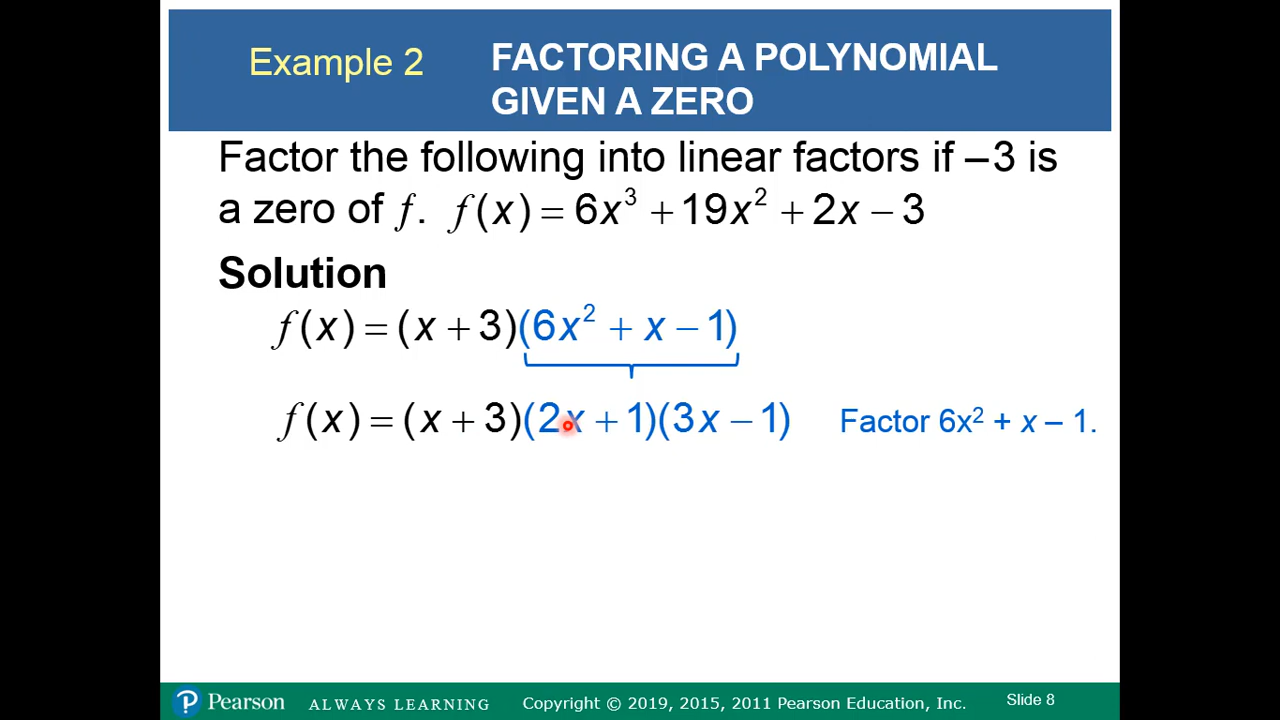 Example 2
FACTORING A POLYNOMIAL
GIVEN A ZERO
Factor the following into linear factors if –3 is
a zero of f. f(x) = 6x³ + 19x² + 2x − 3
Solution
f(x) = (x + 3)(6x² + x − 1)
f(x) = (x + 3)(2x + 1)(3x − 1) Factor 6x² + x – 1.
P Pearson ALWAYS LEARNING Copyright © 2019, 2015, 2011 Pearson Education, Inc. Slide 8